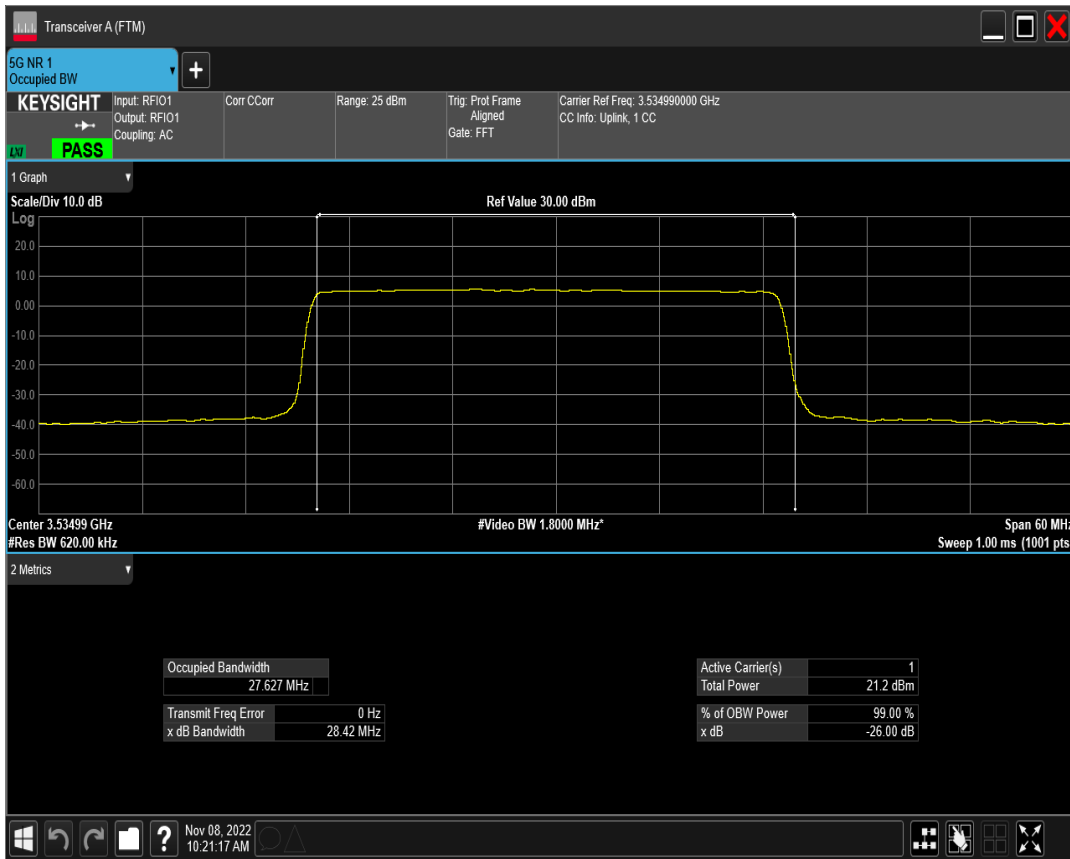 Transceiver A (FTM)
5G NR 1
Occupied BW
+
KEYSIGHT
LXI
PASS
Input: RFIO1
Output: RFIO1
Coupling: AC
Corr CCorr
Range: 25 dBm
Trig: Prot Frame
Aligned
Gate: FFT
Carrier Ref Freq: 3.534990000 GHz
CC Info: Uplink, 1 CC
1 Graph
Scale/Div 10.0 dB
Ref Value 30.00 dBm
Log
20.0
10.0
0.00
-10.0
-20.0
-30.0
-40.0
-50.0
-60.0
Center 3.53499 GHz
#Video BW 1.8000 MHz*
Span 60 MHz
#Res BW 620.00 kHz
Sweep 1.00 ms (1001 pts
2 Metrics
Occupied Bandwidth
27.627 MHz
Transmit Freq Error 0 Hz
x dB Bandwidth 28.42 MHz
Active Carrier(s) 1
Total Power 21.2 dBm
% of OBW Power 99.00 %
x dB -26.00 dB
?
Nov 08, 2022
10:21:17 AM